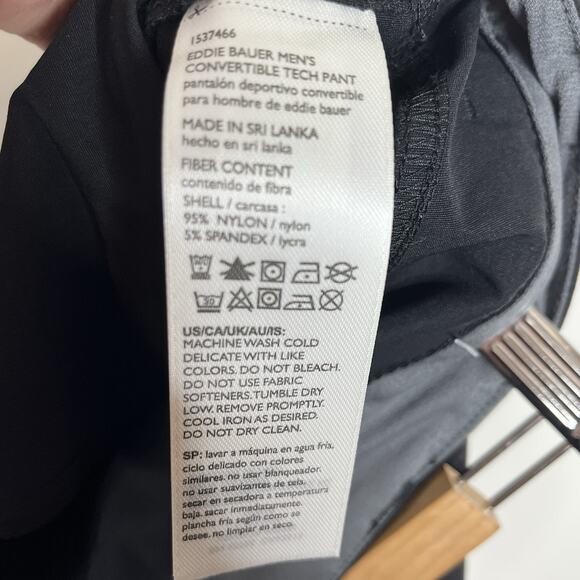 1537466
EDDIE BAUER MEN'S
CONVERTIBLE TECH PANT
pantalón deportivo convertible
para hombre de eddie bauer
MADE IN SRI LANKA
hecho en sri lanka
FIBER CONTENT
contenido de fibra
SHELL / carcasa :
95% NYLON / nylon
5% SPANDEX / lycra
30
US/CA/UK/AU/IS:
MACHINE WASH COLD
DELICATE WITH LIKE
COLORS. DO NOT BLEACH.
DO NOT USE FABRIC
SOFTENERS. TUMBLE DRY
LOW. REMOVE PROMPTLY.
COOL IRON AS DESIRED.
DO NOT DRY CLEAN.
SP: lavar a máquina en agua fría.
ciclo delicado con colores
similares. no usar blanqueador.
no usar suavizantes de tela.
secar en secadora a temperatura
baja. sacar inmediatamente.
plancha fría según como se
desee. no limpiar en seco.